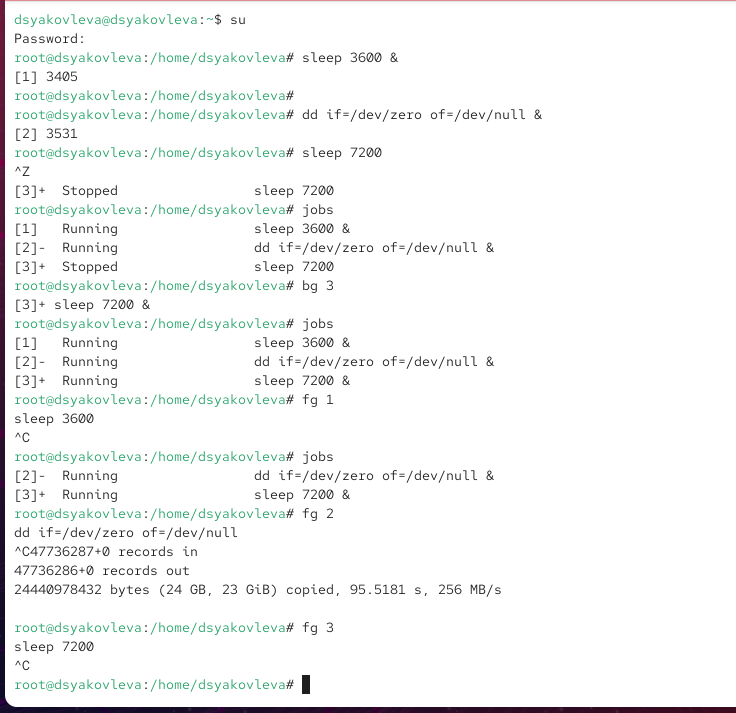 dsyakovleva@dsyakovleva:~$ su
Password:
root@dsyakovleva:/home/dsyakovleva# sleep 3600 &
[1] 3405
root@dsyakovleva:/home/dsyakovleva#
root@dsyakovleva:/home/dsyakovleva# dd if=/dev/zero of=/dev/null &
[2] 3531
root@dsyakovleva:/home/dsyakovleva# sleep 7200
^Z
[3]+  Stopped                 sleep 7200
root@dsyakovleva:/home/dsyakovleva# jobs
[1]   Running                 sleep 3600 &
[2]-  Running                 dd if=/dev/zero of=/dev/null &
[3]+  Stopped                 sleep 7200
root@dsyakovleva:/home/dsyakovleva# bg 3
[3]+ sleep 7200 &
root@dsyakovleva:/home/dsyakovleva# jobs
[1]   Running                 sleep 3600 &
[2]-  Running                 dd if=/dev/zero of=/dev/null &
[3]+  Running                 sleep 7200 &
root@dsyakovleva:/home/dsyakovleva# fg 1
sleep 3600
^C
root@dsyakovleva:/home/dsyakovleva# jobs
[2]-  Running                 dd if=/dev/zero of=/dev/null &
[3]+  Running                 sleep 7200 &
root@dsyakovleva:/home/dsyakovleva# fg 2
dd if=/dev/zero of=/dev/null
^C47736287+0 records in
47736286+0 records out
24440978432 bytes (24 GB, 23 GiB) copied, 95.5181 s, 256 MB/s

root@dsyakovleva:/home/dsyakovleva# fg 3
sleep 7200
^C
root@dsyakovleva:/home/dsyakovleva#